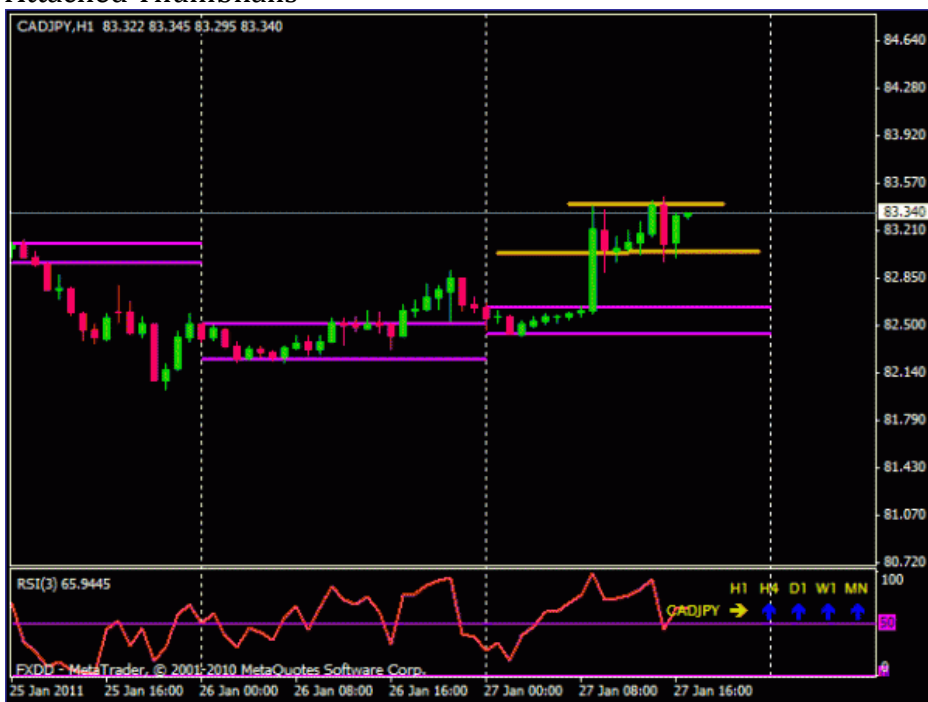 CADJPY,H1 83.322 83.345 83.295 83.340
84.640
84.280
83.920
83.570
83.340
83.210
82.850
82.500
82.140
81.790
81.430
81.070
80.720
RSI(3) 65.9445
100
H1 H4 D1 W1 MN
CADJPY
50
0
FXDD - MetaTrader, © 2001-2010 MetaQuotes Software Corp.
25 Jan 2011 25 Jan 16:00 26 Jan 00:00 26 Jan 08:00 26 Jan 16:00 27 Jan 00:00 27 Jan 08:00 27 Jan 16:00